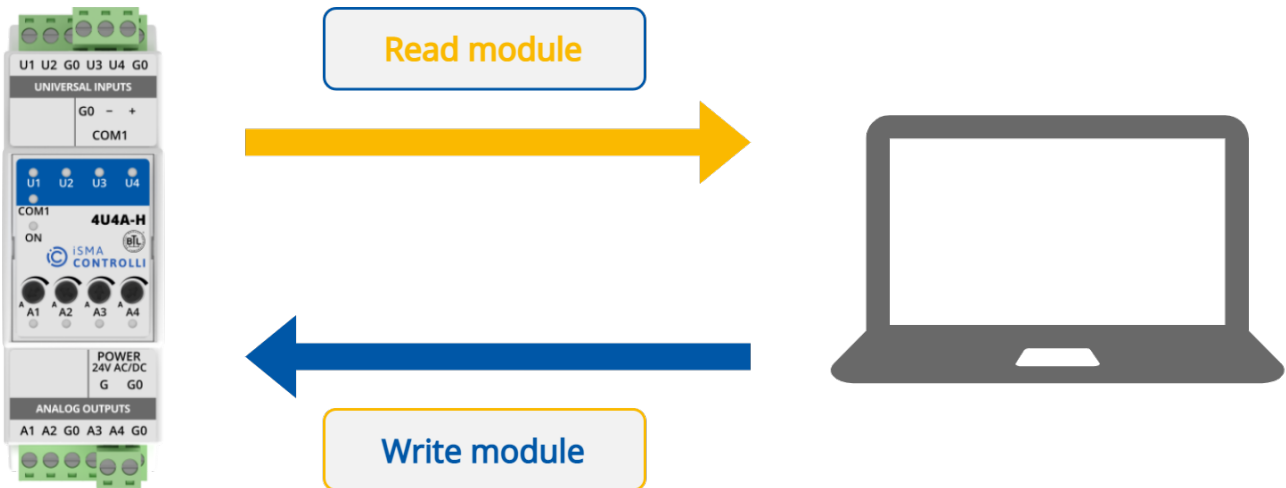 U1 U2 G0 U3 U4 G0
UNIVERSAL INPUTS
G0 - +
COM1
U1 U2 U3 U4
COM1
4U4A-H
ON
BTL
iSMA
CONTROLLI
A A A A
A1 A2 A3 A4
POWER
24V AC/DC
G G0
ANALOG OUTPUTS
A1 A2 G0 A3 A4 G0
Read module
Write module